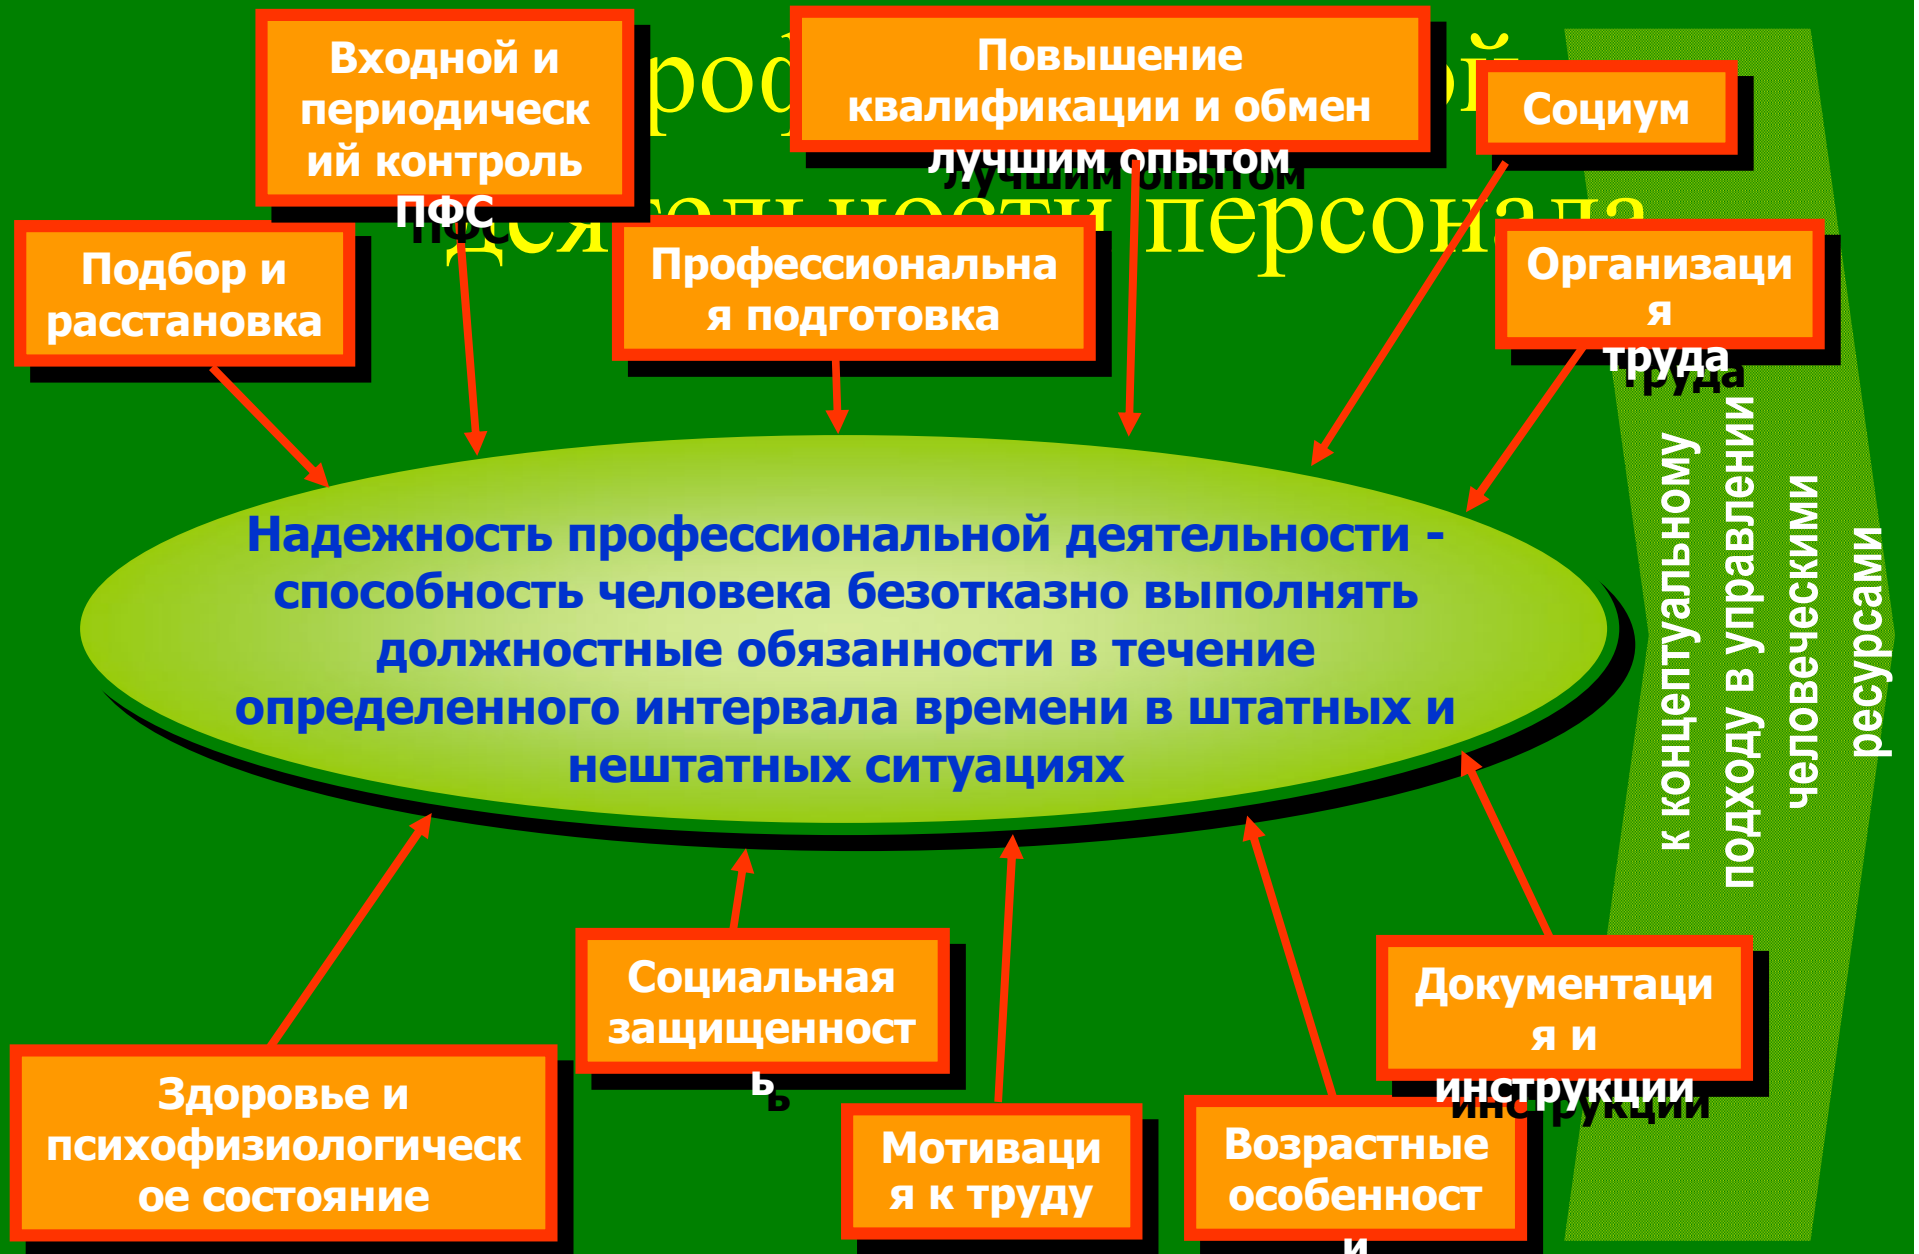 Входной и
периодическ
ий контроль
ПФС
Повышение
квалификации и обмен
лучшим опытом
Социум
персонала
Подбор и
расстановка
Профессиональна
я подготовка
Организаци
я
труда
Надежность профессиональной деятельности -
способность человека безотказно выполнять
должностные обязанности в течение
определенного интервала времени в штатных и
нештатных ситуациях
к концептуальному
подходу в управлении
человеческими
ресурсами
Социальная
защищенност
ь
Документаци
я и
инструкции
Здоровье и
психофизиологическ
ое состояние
Мотиваци
я к труду
Возрастные
особенност
и